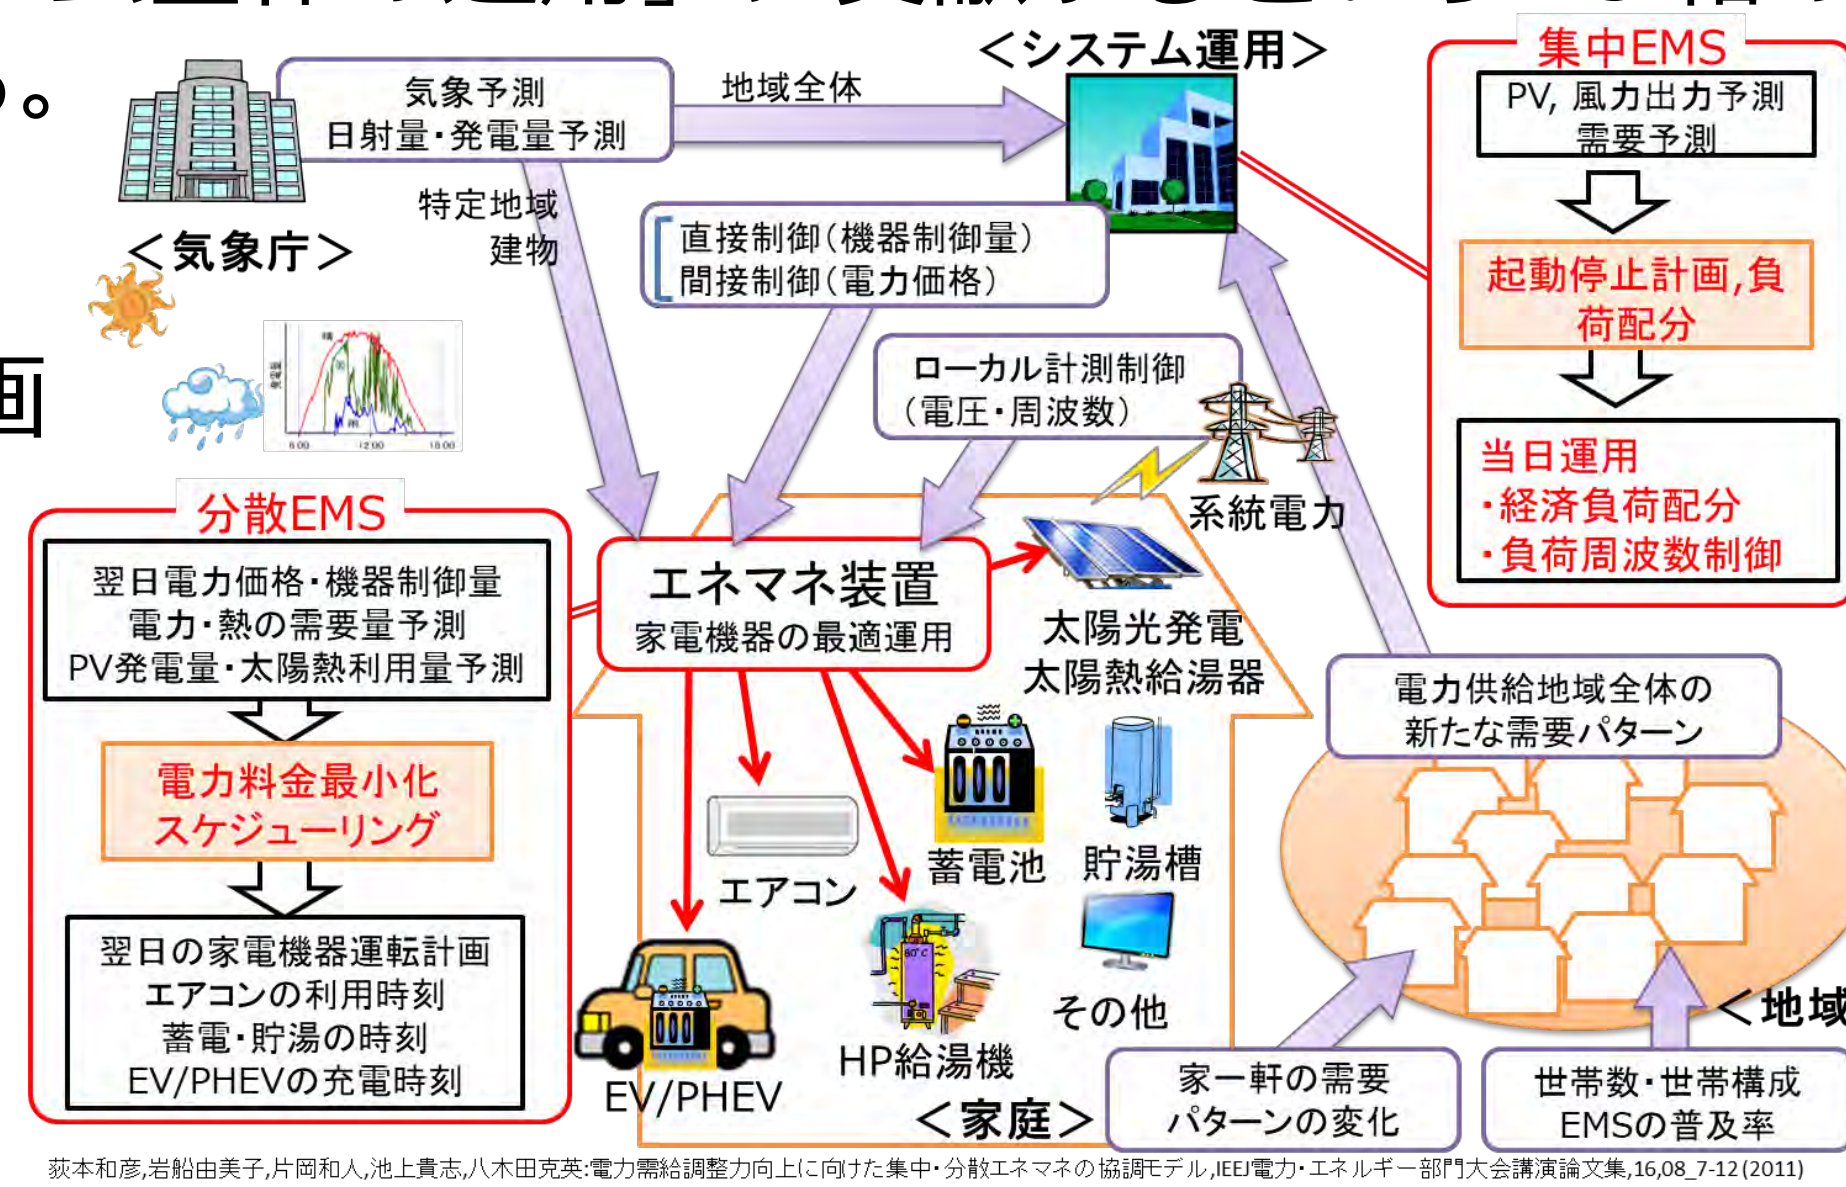 る。
画
気象予測
日射量・発電量予測
地域全体
＜システム運用＞
特定地域
建物
＜気象庁＞
直接制御（機器制御量）
間接制御（電力価格）
ローカル計測制御
（電圧・周波数）
系統電力
6:00 12:00 18:00
集中EMS
PV, 風力出力予測
需要予測
起動停止計画,負
荷配分
当日運用
・経済負荷配分
・負荷周波数制御
分散EMS
翌日電力価格・機器制御量
電力・熱の需要量予測
PV発電量・太陽熱利用量予測
電力料金最小化
スケジューリング
翌日の家電機器運転計画
エアコンの利用時刻
蓄電・貯湯の時刻
EV/PHEVの充電時刻
エネマネ装置
家電機器の最適運用
太陽光発電
太陽熱給湯器
エアコン
蓄電池
貯湯槽
EV/PHEV
HP給湯機
その他
＜家庭＞
電力供給地域全体の
新たな需要パターン
＜地域
家一軒の需要
パターンの変化
世帯数・世帯構成
EMSの普及率
荻本和彦,岩船由美子,片岡和人,池上貴志,八木田克英:電力需給調整力向上に向けた集中・分散エネマネの協調モデル,IEEJ電力・エネルギー部門大会講演論文集,16,08_7-12 (2011)